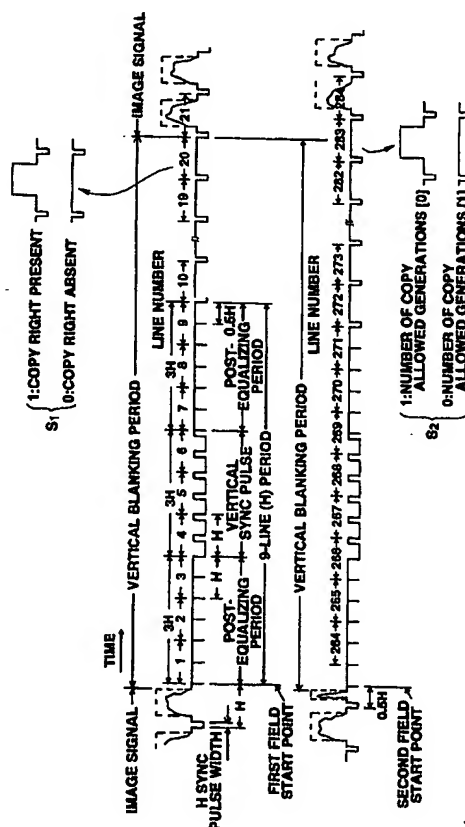 S1
1:COPY RIGHT PRESENT
0:COPY RIGHT ABSENT
TIME
IMAGE SIGNAL
VERTICAL BLANKING PERIOD
IMAGE SIGNAL
LINE NUMBER
3H
3H
3H
1 2 3 4 5 6 7 8 9 10 19 20 21
H SYNC
PULSE WIDTH
H
H
H
POST-
EQUALIZING
PERIOD
VERTICAL
SYNC PULSE
POST-
EQUALIZING
PERIOD
0.5H
9-LINE (H) PERIOD
FIRST FIELD
START POINT
VERTICAL BLANKING PERIOD
LINE NUMBER
264 265 266 267 268 269 270 271 272 273 282 283 284
0.5H
SECOND FIELD
START POINT
S2
1:NUMBER OF COPY
ALLOWED GENERATIONS [0]
0:NUMBER OF COPY
ALLOWED GENERATIONS [1]